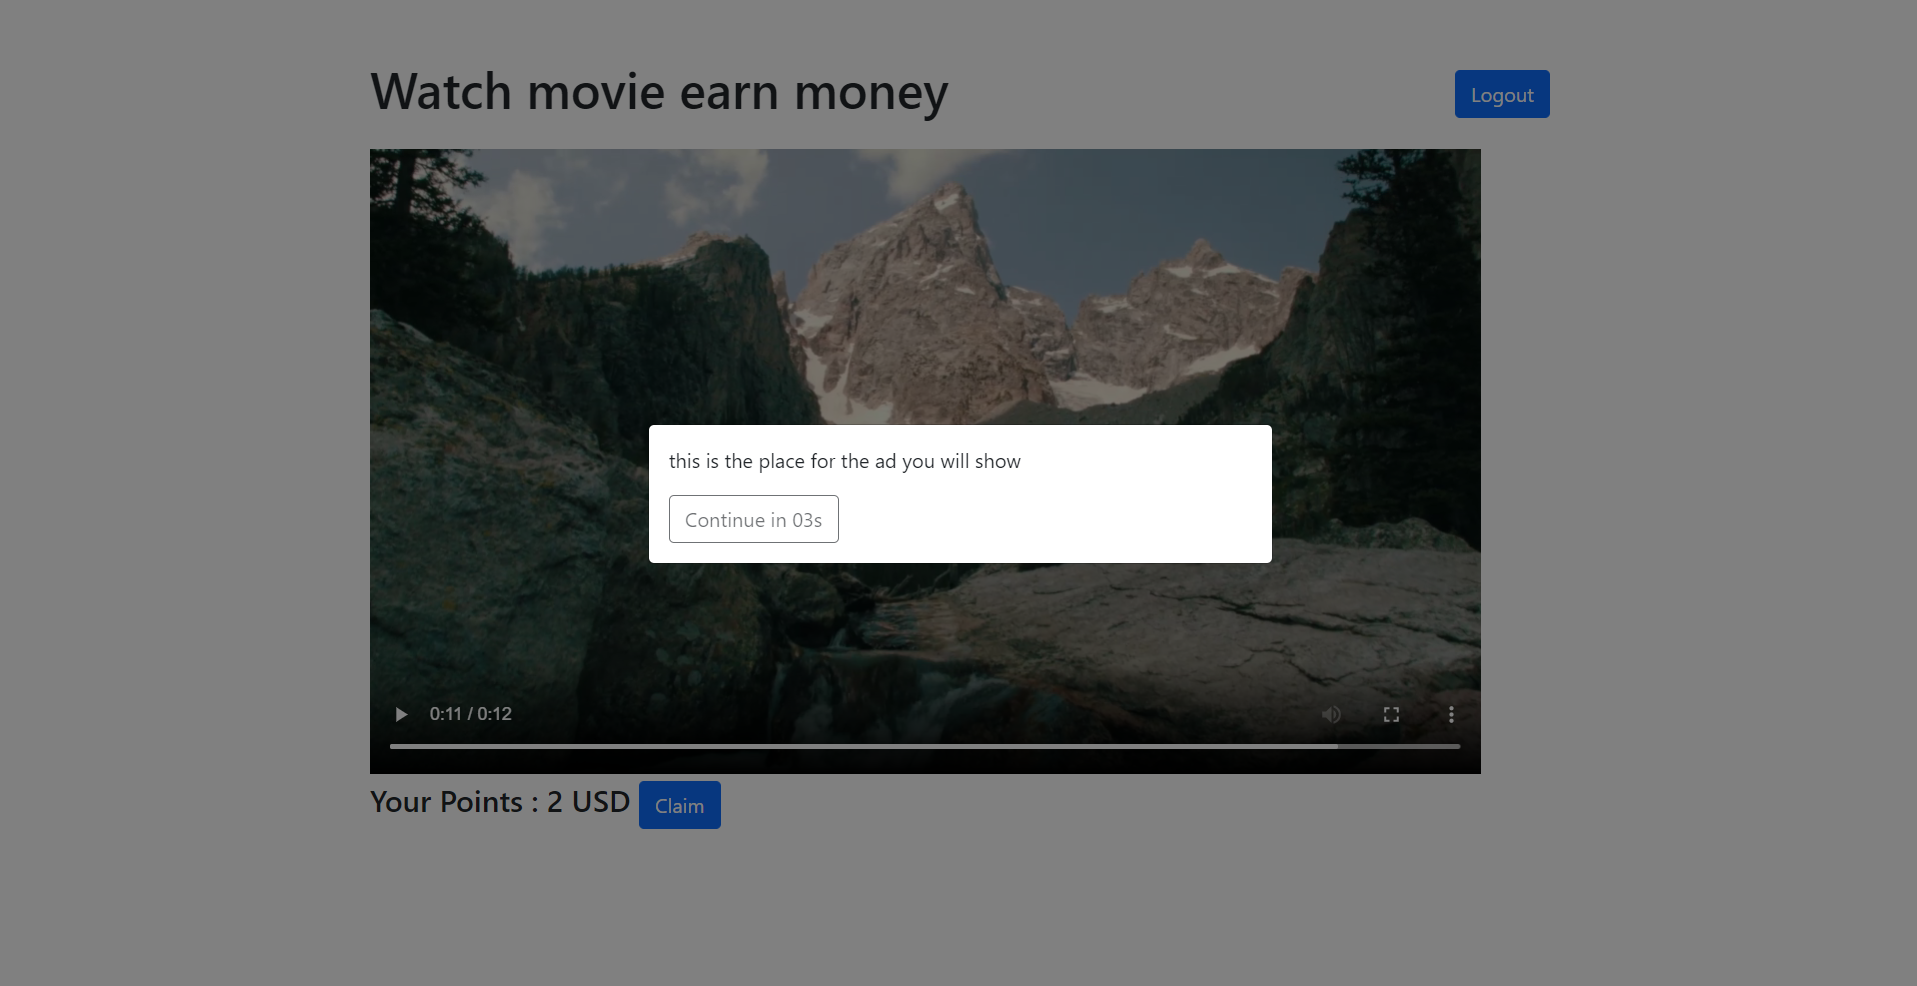 Watch movie earn money
Logout
this is the place for the ad you will show
Continue in 03s
0:11 / 0:12
Your Points : 2 USD
Claim